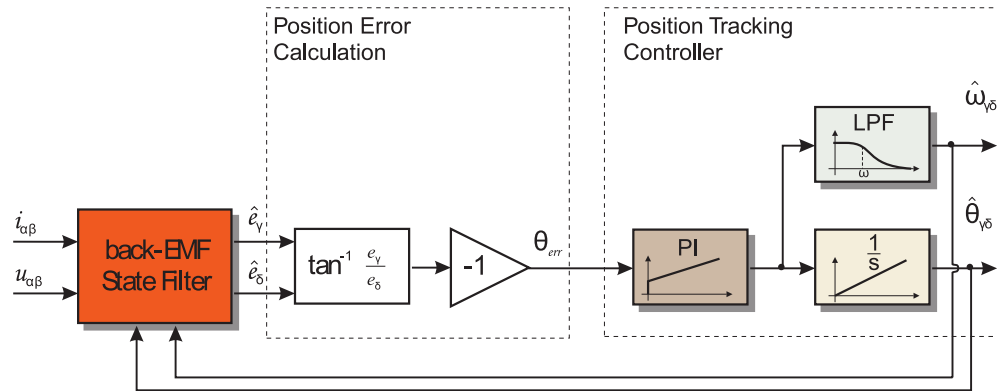 Position Error
Calculation
Position Tracking
Controller
ω̂γδ
LPF
ω
θ̂γδ
iαβ
uαβ
back-EMF
State Filter
êγ
êδ
tan⁻¹ eγ/eδ
-1
θerr
PI
1/s